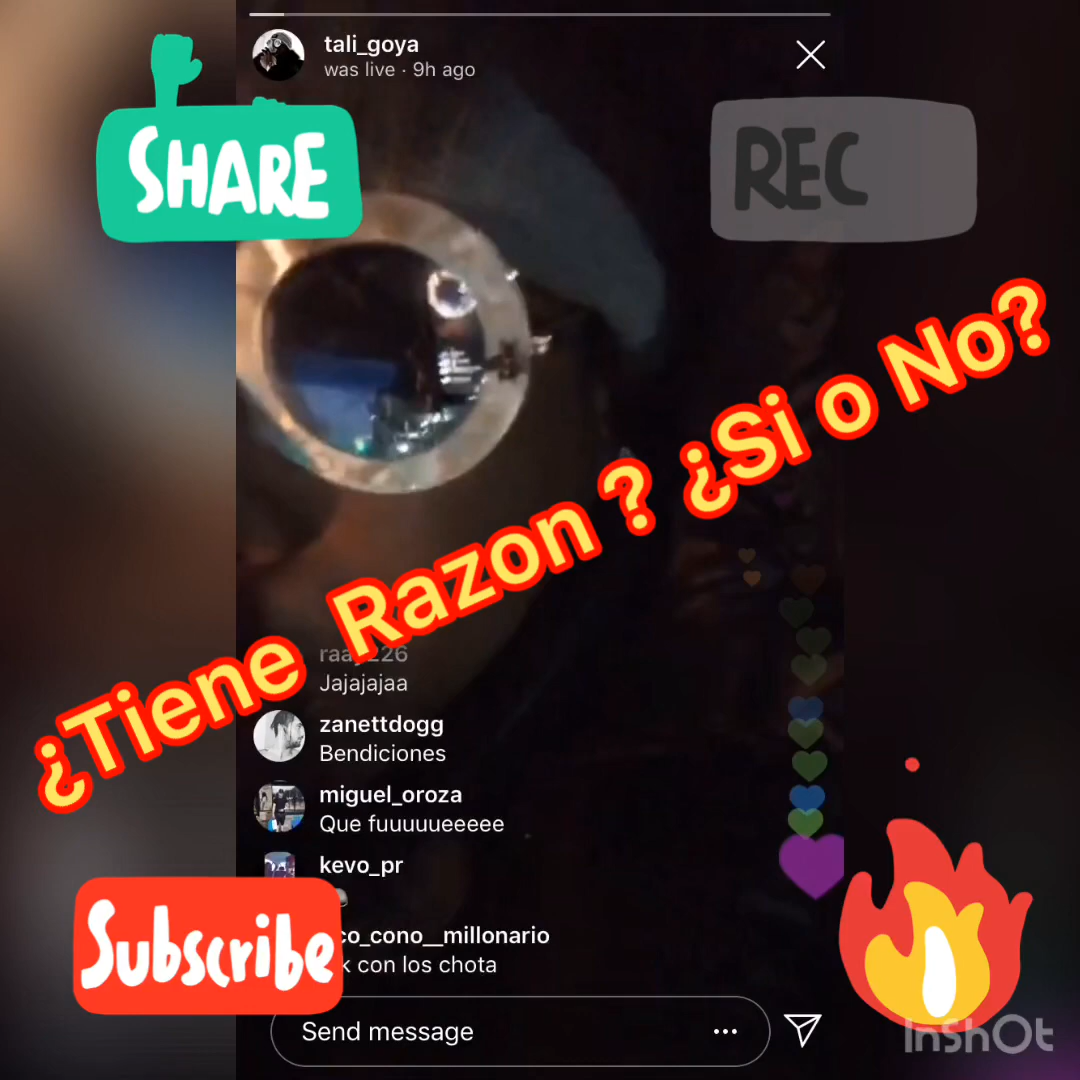 tali_goya
was live · 9h ago
SHARE
REC
¿Tiene Razon ? ¿Si o No?
Jajajajaa
zanettdogg
Bendiciones
miguel_oroza
Que fuuuuueeeee
kevo_pr
co_cono__millonario
k con los chota
Subscribe
Send message
InShOt